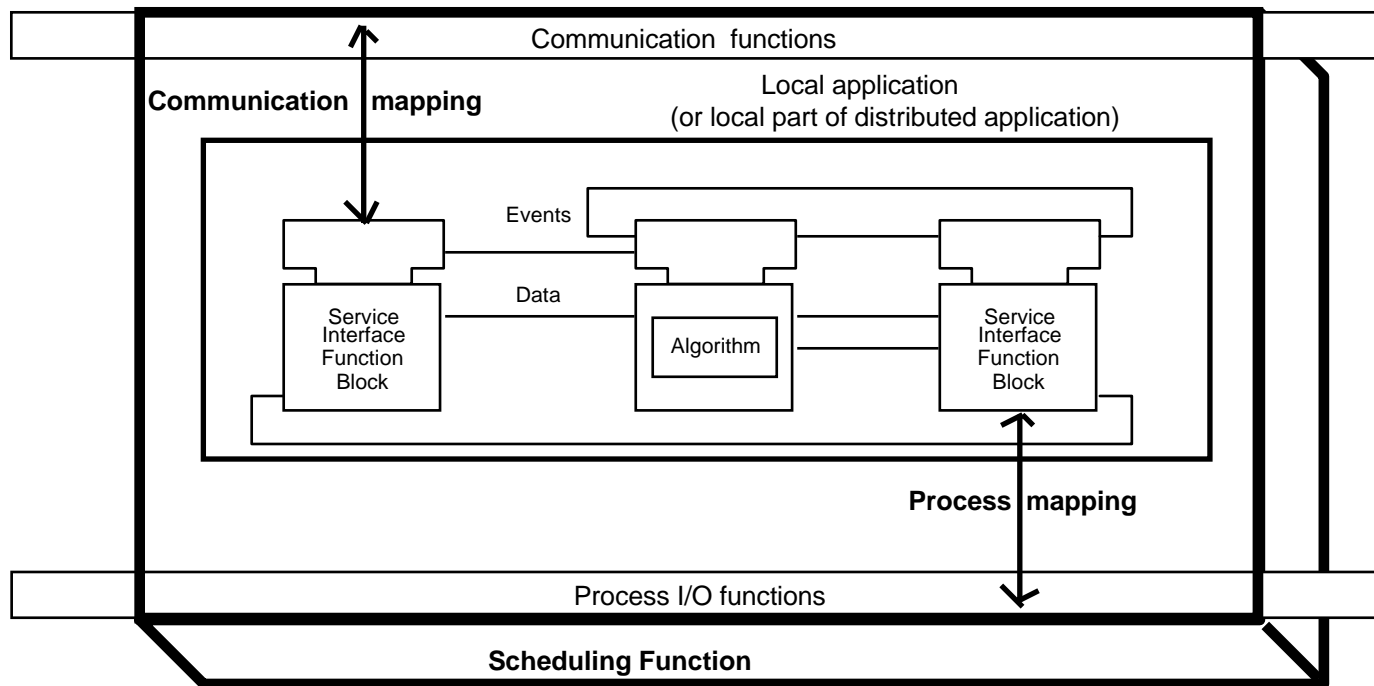 Communication functions
Local application
(or local part of distributed application)
Communication mapping
Events
Data
Service
Interface
Function
Block
Algorithm
Service
Interface
Function
Block
Process mapping
Process I/O functions
Scheduling Function